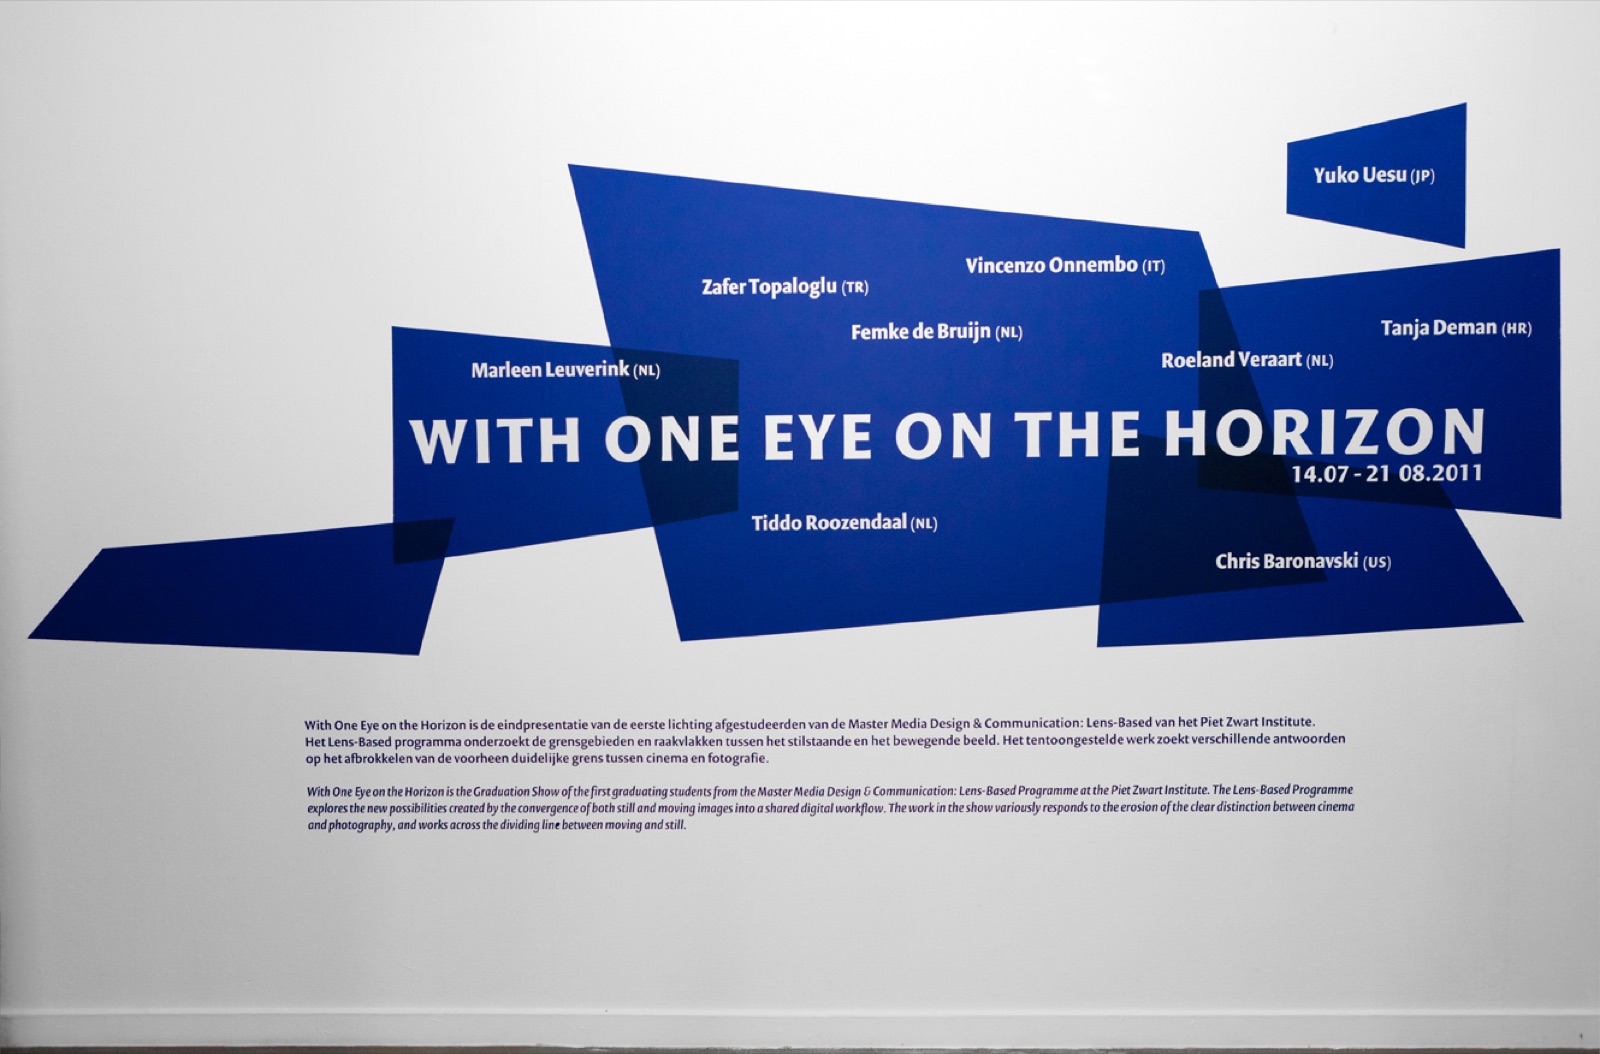 Yuko Uesu (JP)
Vincenzo Onnembo (IT)
Zafer Topaloglu (TR)
Femke de Bruijn (NL)
Tanja Deman (HR)
Roeland Veraart (NL)
Marleen Leuverink (NL)
WITH ONE EYE ON THE HORIZON
14.07 - 21 08.2011
Tiddo Roozendaal (NL)
Chris Baronavski (US)
With One Eye on the Horizon is de eindpresentatie van de eerste lichting afgestudeerden van de Master Media Design & Communication: Lens-Based van het Piet Zwart Institute.
Het Lens-Based programma onderzoekt de grensgebieden en raakvlakken tussen het stilstaande en het bewegende beeld. Het tentoongestelde werk zoekt verschillende antwoorden
op het afbrokkelen van de voorheen duidelijke grens tussen cinema en fotografie.
With One Eye on the Horizon is the Graduation Show of the first graduating students from the Master Media Design & Communication: Lens-Based Programme at the Piet Zwart Institute. The Lens-Based Programme
explores the new possibilities created by the convergence of both still and moving images into a shared digital workflow. The work in the show variously responds to the erosion of the clear distinction between cinema
and photography, and works across the dividing line between moving and still.